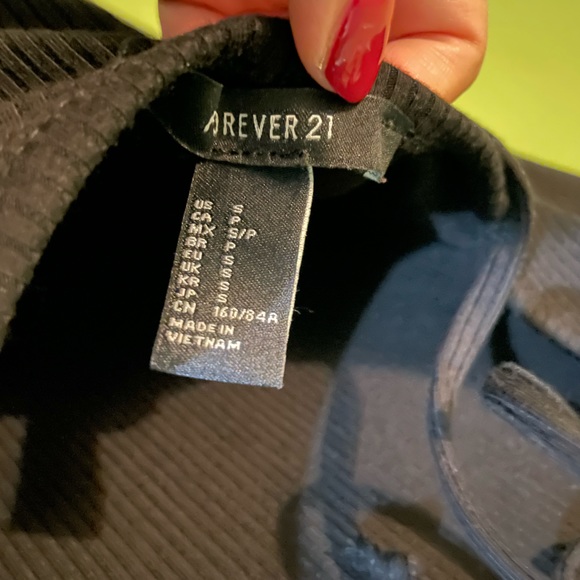 AREVER 21
US S
CA P
MX S/P
BR P
EU S
UK S
KR S
JP S
CN 160/84A
MADE IN
VIETNAM